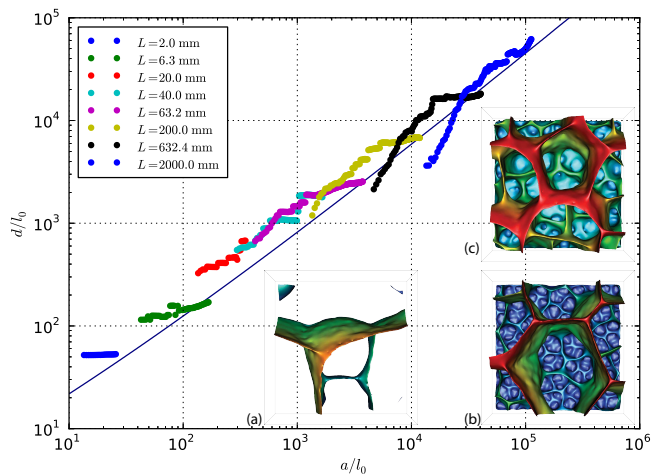 10^5
10^4
10^3
10^2
10^1
d/l_0
L = 2.0 mm
L = 6.3 mm
L = 20.0 mm
L = 40.0 mm
L = 63.2 mm
L = 200.0 mm
L = 632.4 mm
L = 2000.0 mm
(c)
(a)
(b)
10^1
10^2
10^3
10^4
10^5
10^6
a/l_0